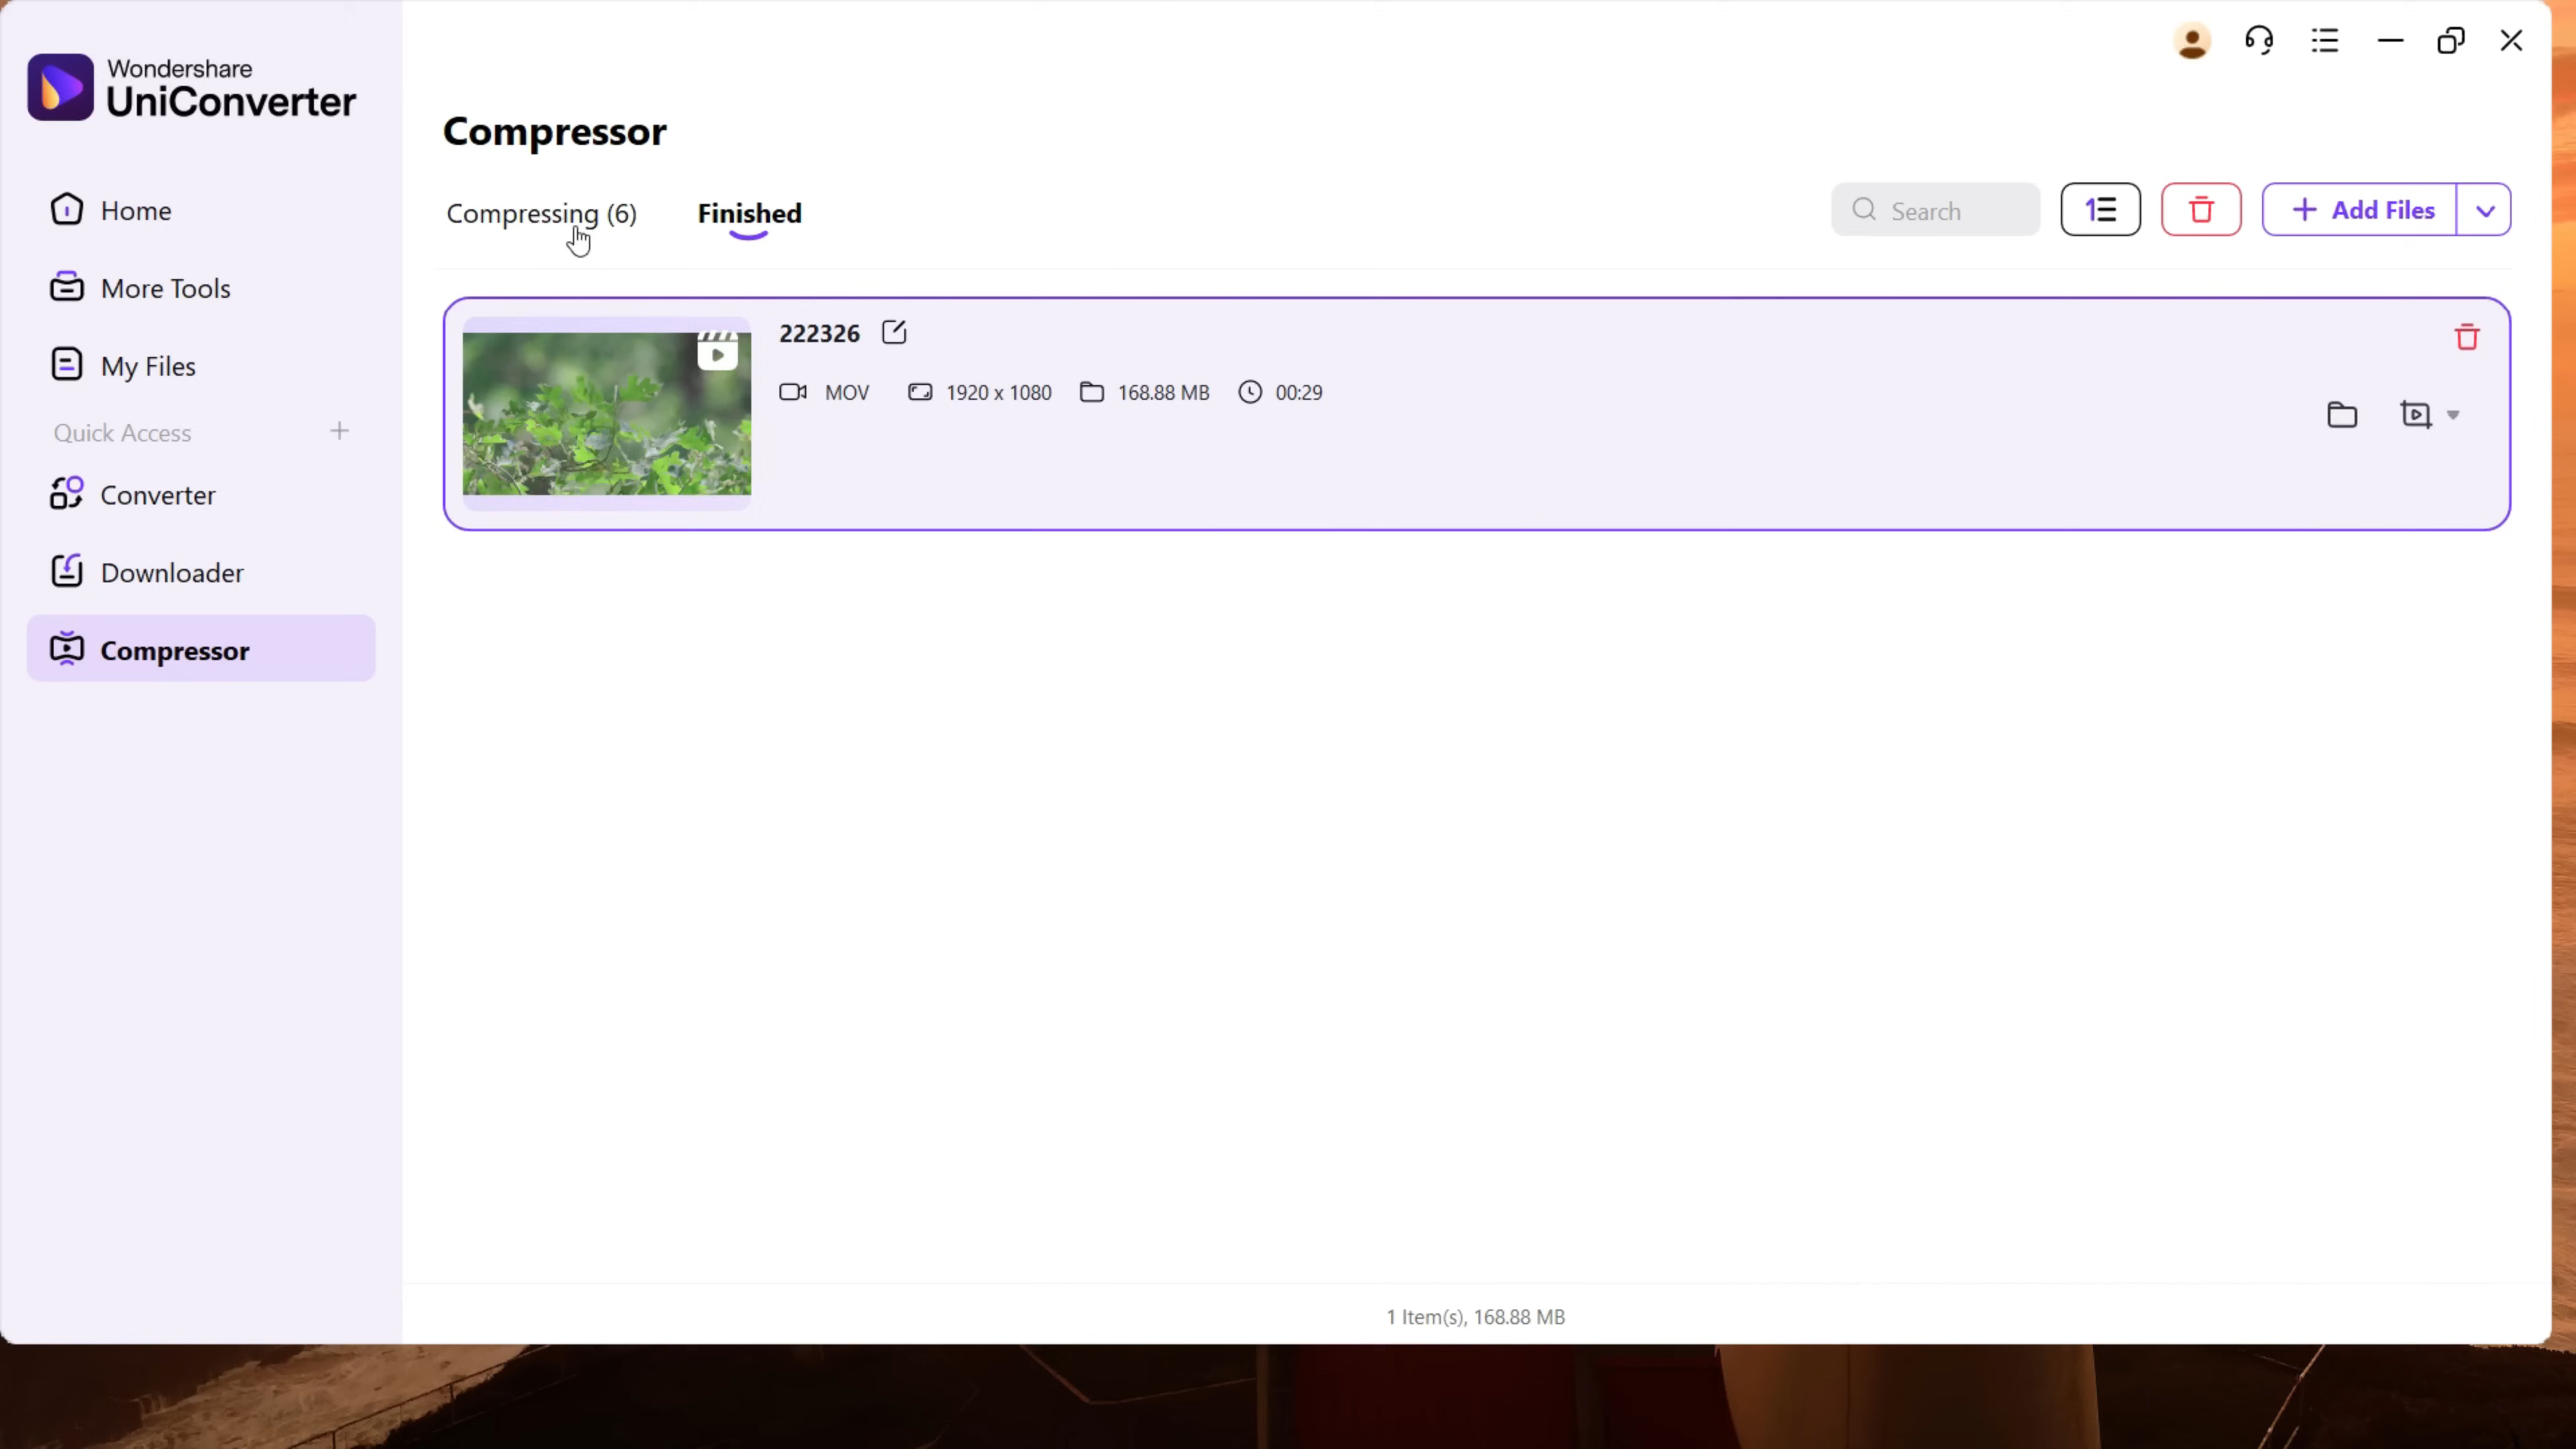 Wondershare
UniConverter
Home
More Tools
My Files
Quick Access
Converter
Downloader
Compressor
Compressor
Compressing (6)
Finished
Search
Add Files
222326
MOV
1920 x 1080
168.88 MB
00:29
1 Item(s), 168.88 MB